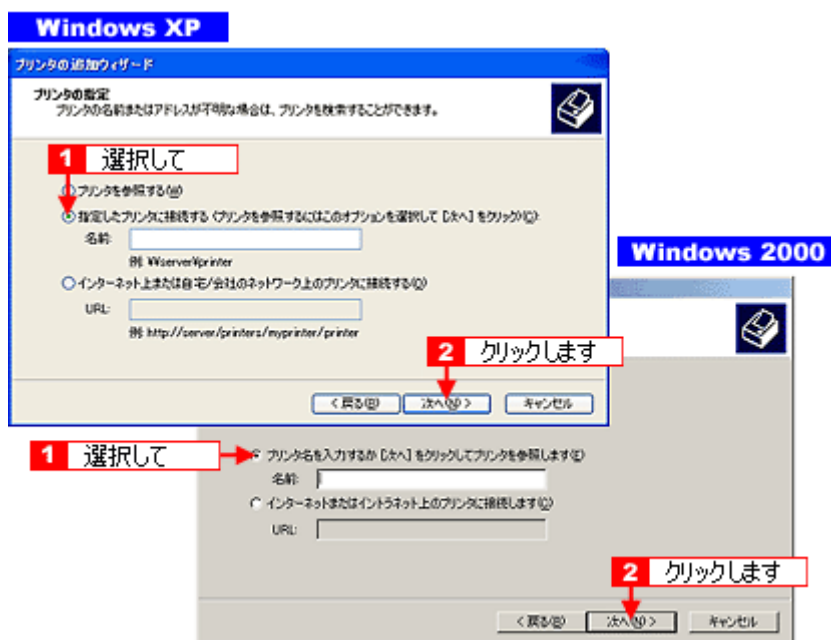 Windows XP
プリンタの追加ウィザード
プリンタの指定
プリンタの名前またはアドレスが不明な場合は、プリンタを検索することができます。
1 選択して
プリンタを参照する(W)
指定したプリンタに接続する (プリンタを参照するにはこのオプションを選択して [次へ] をクリック)(C):
名前:
例: ¥¥server¥printer
インターネット上または自宅/会社のネットワーク上のプリンタに接続する(O):
URL:
例: http://server/printers/myprinter/printer
2 クリックします
< 戻る(B)
次へ(N) >
キャンセル
Windows 2000
1 選択して
プリンタ名を入力するか [次へ] をクリックしてプリンタを参照します(E)
名前:
インターネットまたはイントラネット上のプリンタに接続します(C)
URL:
2 クリックします
< 戻る(B)
次へ(N) >
キャンセル